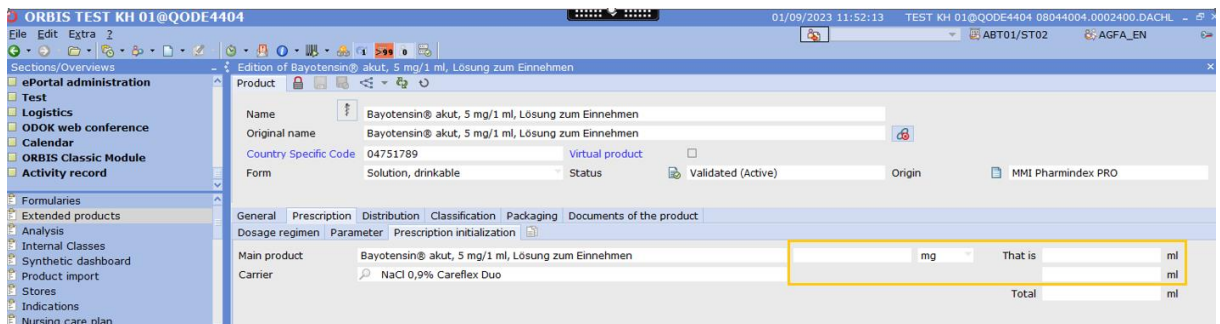 ORBIS TEST KH 01@QODE4404 01/09/2023 11:52:13 TEST KH 01@QODE4404 08044004.0002400.DACHL
File Edit Extra ? ABT01/ST02 AGFA_EN
1 >99 0
Sections/Overviews
Edition of Bayotensin® akut, 5 mg/1 ml, Lösung zum Einnehmen
ePortal administration
Test
Logistics
ODOK web conference
Calendar
ORBIS Classic Module
Activity record
Formularies
Extended products
Analysis
Internal Classes
Synthetic dashboard
Product import
Stores
Indications
Nursing care plan
Product
Name Bayotensin® akut, 5 mg/1 ml, Lösung zum Einnehmen
Original name Bayotensin® akut, 5 mg/1 ml, Lösung zum Einnehmen
Country Specific Code 04751789 Virtual product
Form Solution, drinkable Status Validated (Active) Origin MMI Pharmindex PRO
General Prescription Distribution Classification Packaging Documents of the product
Dosage regimen Parameter Prescription initialization
Main product Bayotensin® akut, 5 mg/1 ml, Lösung zum Einnehmen mg That is ml
Carrier NaCl 0,9% Careflex Duo ml
Total ml